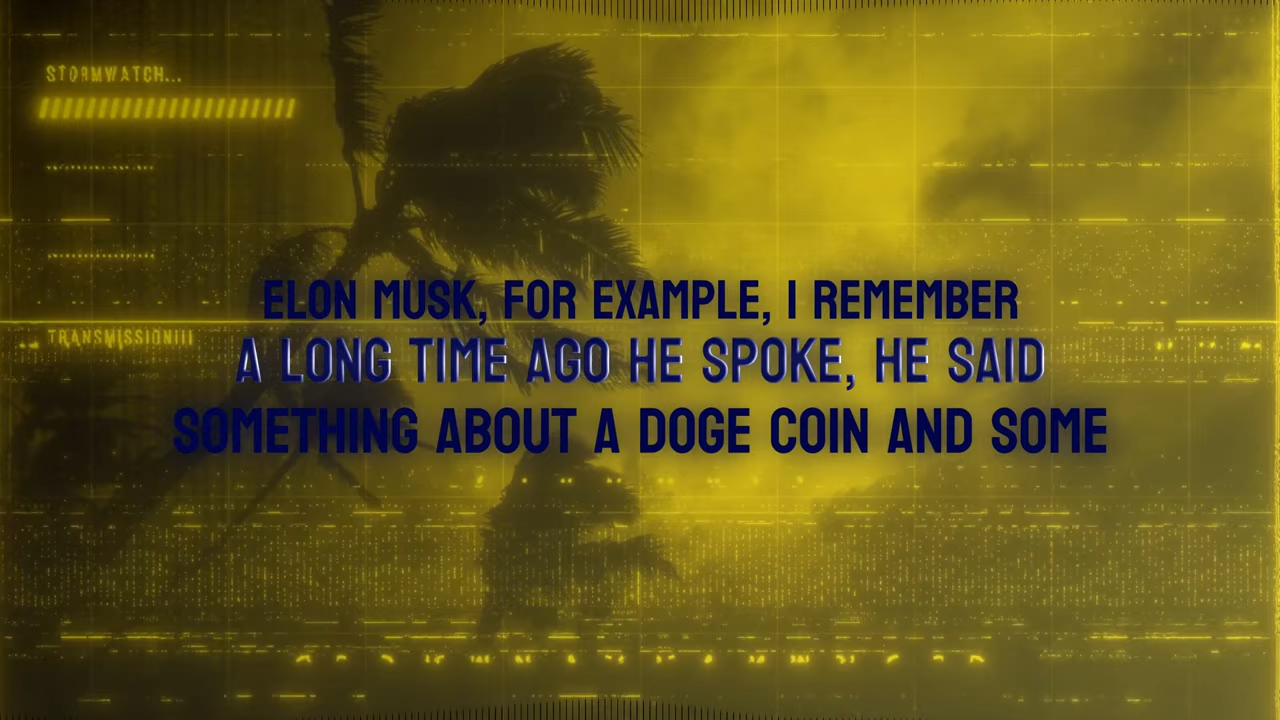 STORMWATCH...
TRANSMISSION
ELON MUSK, FOR EXAMPLE, I REMEMBER
A LONG TIME AGO HE SPOKE, HE SAID
SOMETHING ABOUT A DOGE COIN AND SOME